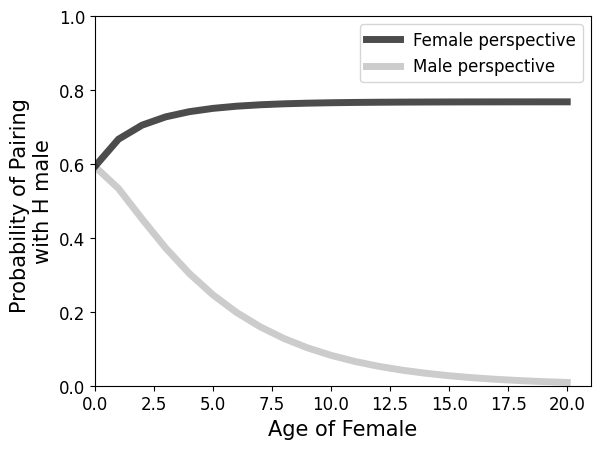 Female perspective
Male perspective
Probability of Pairing
with H male
1.0
0.8
0.6
0.4
0.2
0.0
0.0 2.5 5.0 7.5 10.0 12.5 15.0 17.5 20.0
Age of Female